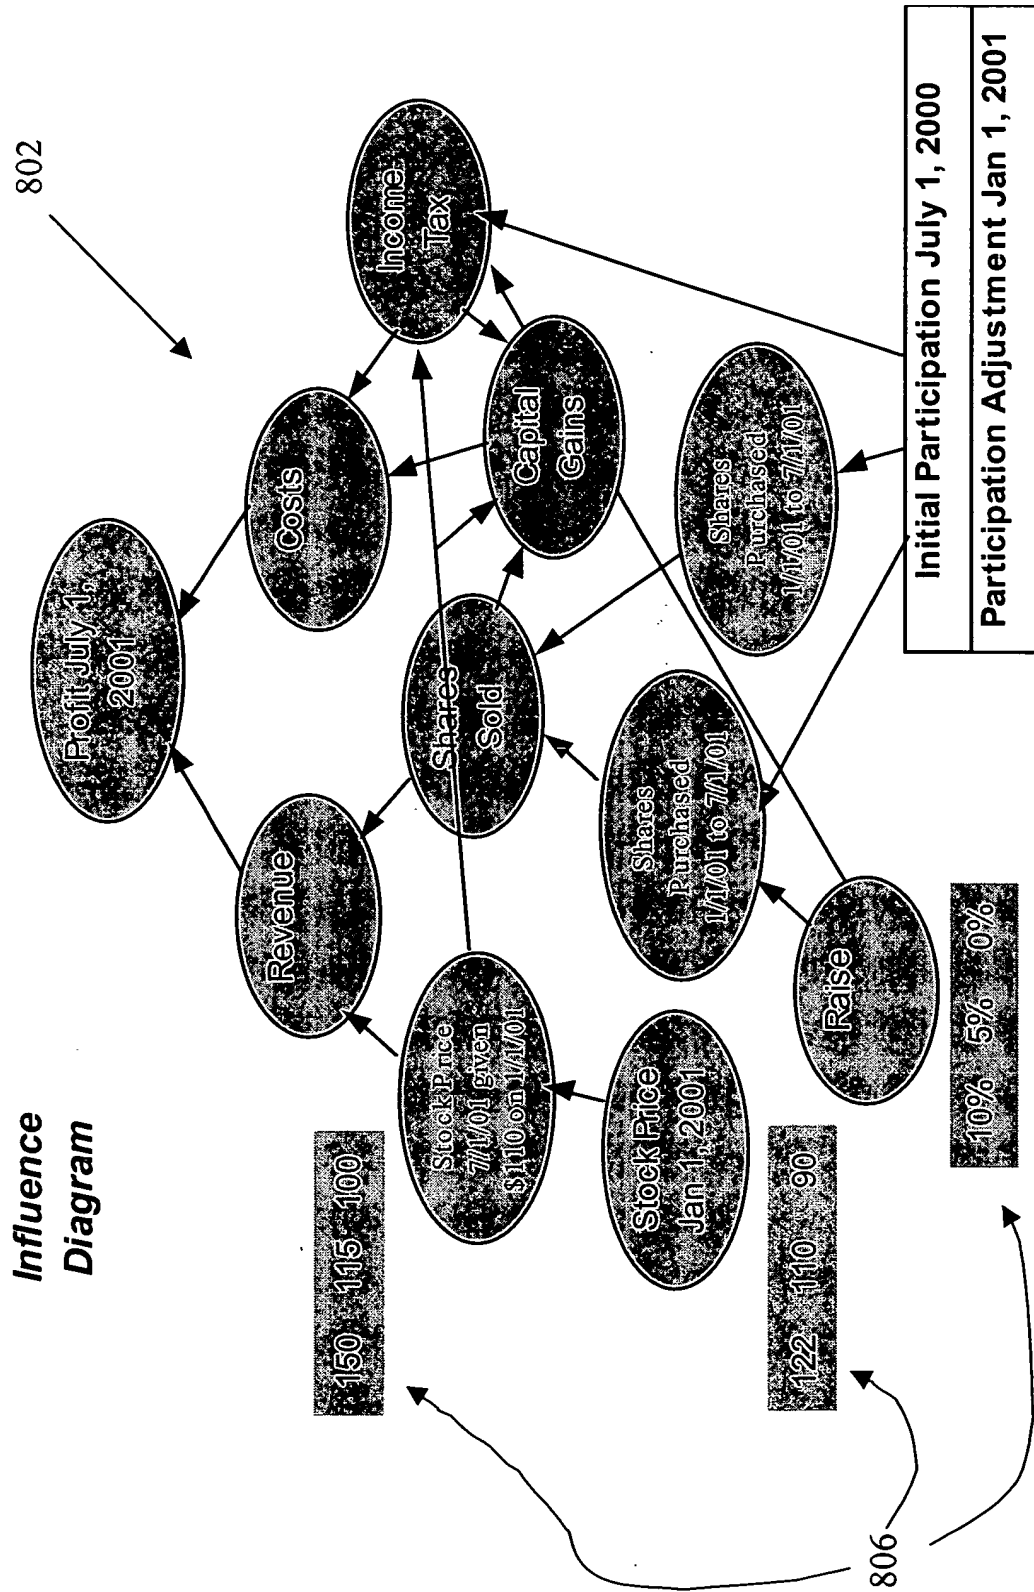 Influence
Diagram
802
Profit July 1,
2001
Revenue
Costs
150 115 100
Stock Price
7/1/01 given
$110 on 1/1/01
Shares
Sold
Income
Tax
Capital
Gains
Stock Price
Jan 1, 2001
Shares
Purchased
1/1/01 to 7/1/01
Shares
Purchased
1/1/01 to 7/1/01
122 110 90
Raise
10% 5% 0%
806
Initial Participation July 1, 2000
Participation Adjustment Jan 1, 2001